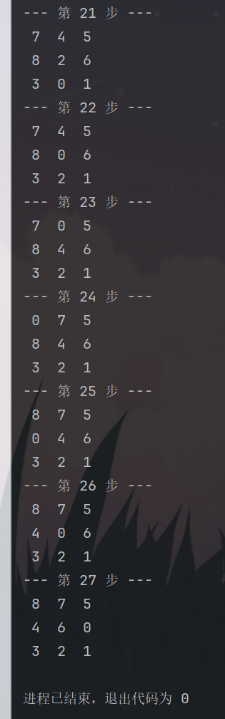 --- 第 21 步 ---
7 4 5
8 2 6
3 0 1
--- 第 22 步 ---
7 4 5
8 0 6
3 2 1
--- 第 23 步 ---
7 0 5
8 4 6
3 2 1
--- 第 24 步 ---
0 7 5
8 4 6
3 2 1
--- 第 25 步 ---
8 7 5
0 4 6
3 2 1
--- 第 26 步 ---
8 7 5
4 0 6
3 2 1
--- 第 27 步 ---
8 7 5
4 6 0
3 2 1
进程已结束，退出代码为 0